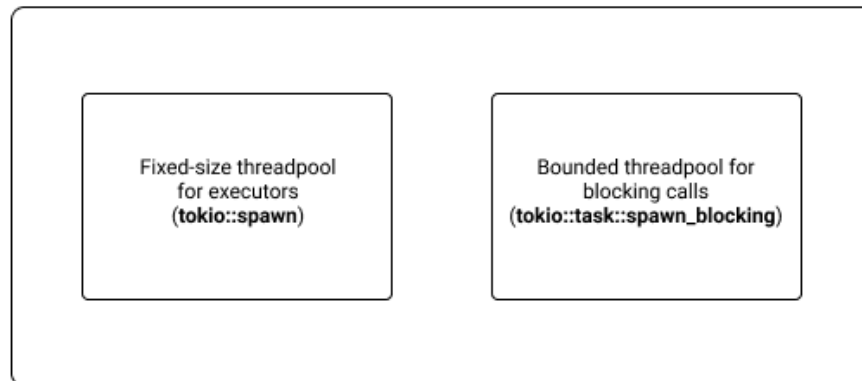 Fixed-size threadpool
for executors
(tokio::spawn)
Bounded threadpool for
blocking calls
(tokio::task::spawn_blocking)